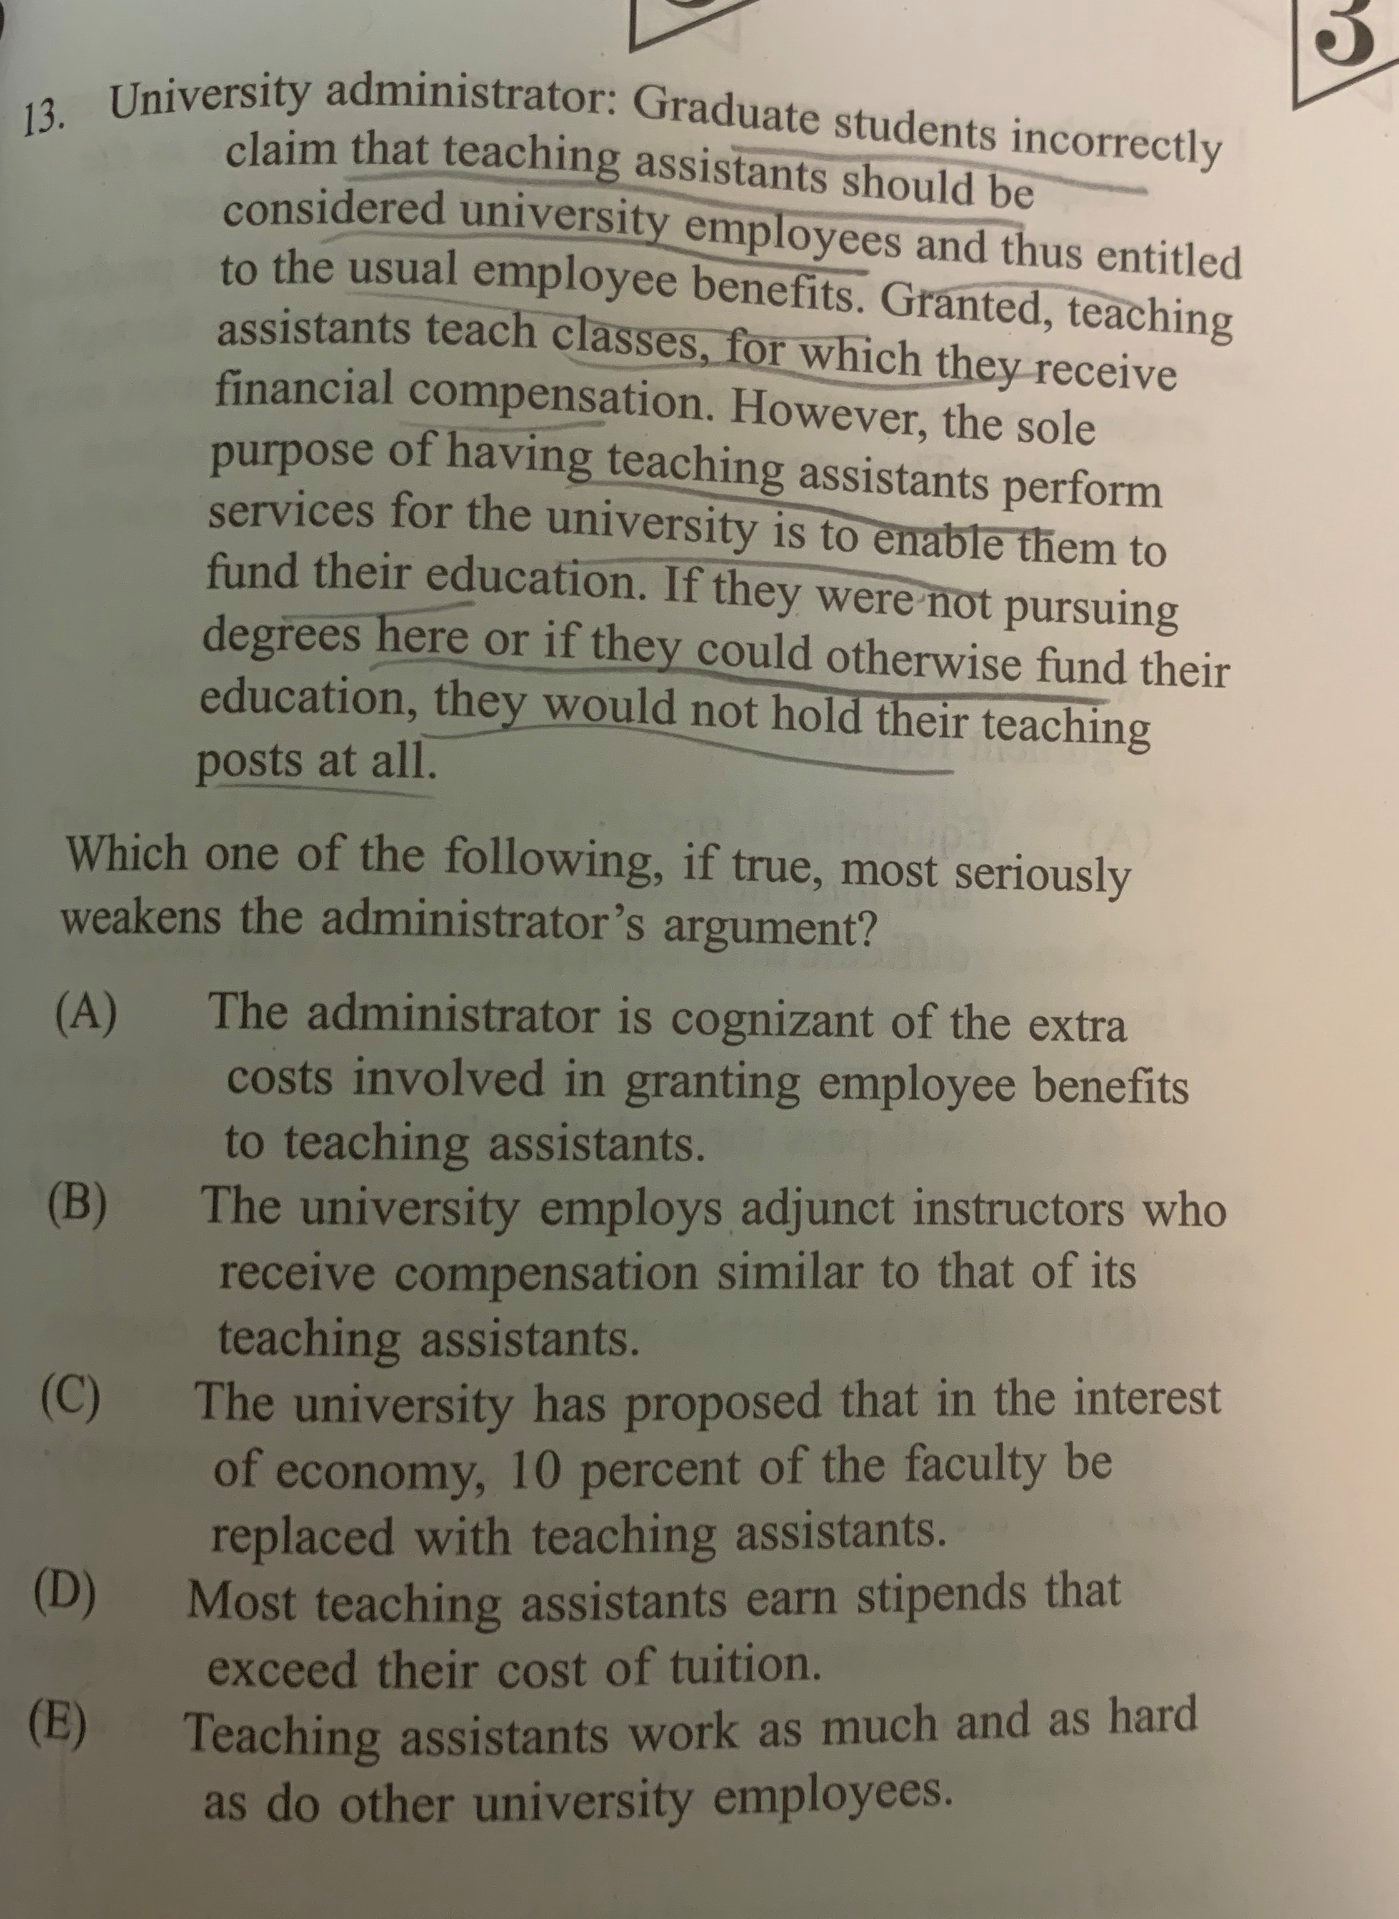 3
13. University administrator: Graduate students incorrectly
claim that teaching assistants should be
considered university employees and thus entitled
to the usual employee benefits. Granted, teaching
assistants teach classes, for which they receive
financial compensation. However, the sole
purpose of having teaching assistants perform
services for the university is to enable them to
fund their education. If they were not pursuing
degrees here or if they could otherwise fund their
education, they would not hold their teaching
posts at all.
Which one of the following, if true, most seriously
weakens the administrator's argument?
(A) The administrator is cognizant of the extra
costs involved in granting employee benefits
to teaching assistants.
(B) The university employs adjunct instructors who
receive compensation similar to that of its
teaching assistants.
(C) The university has proposed that in the interest
of economy, 10 percent of the faculty be
replaced with teaching assistants.
(D) Most teaching assistants earn stipends that
exceed their cost of tuition.
(E) Teaching assistants work as much and as hard
as do other university employees.